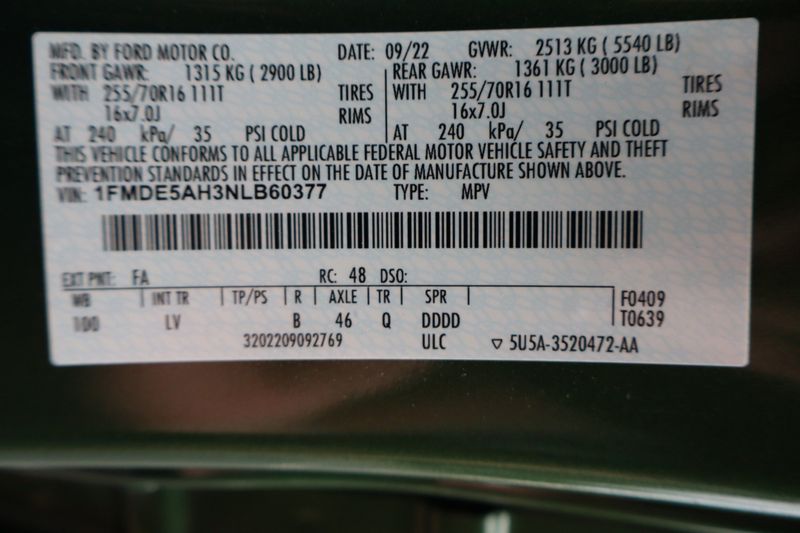 MFD. BY FORD MOTOR CO. DATE: 09/22 GVWR: 2513 KG ( 5540 LB)
FRONT GAWR: 1315 KG ( 2900 LB) REAR GAWR: 1361 KG ( 3000 LB)
WITH 255/70R16 111T TIRES WITH 255/70R16 111T TIRES
16x7.0J RIMS 16x7.0J RIMS
AT 240 kPa/ 35 PSI COLD AT 240 kPa/ 35 PSI COLD
THIS VEHICLE CONFORMS TO ALL APPLICABLE FEDERAL MOTOR VEHICLE SAFETY AND THEFT
PREVENTION STANDARDS IN EFFECT ON THE DATE OF MANUFACTURE SHOWN ABOVE.
VIN: 1FMDE5AH3NLB60377 TYPE: MPV
EXT PNT: FA RC: 48 DSO:
WB INT TR TP/PS R AXLE TR SPR F0409
100 LV B 46 Q DDDD T0639
3202209092769 ULC ▽ 5U5A-3520472-AA